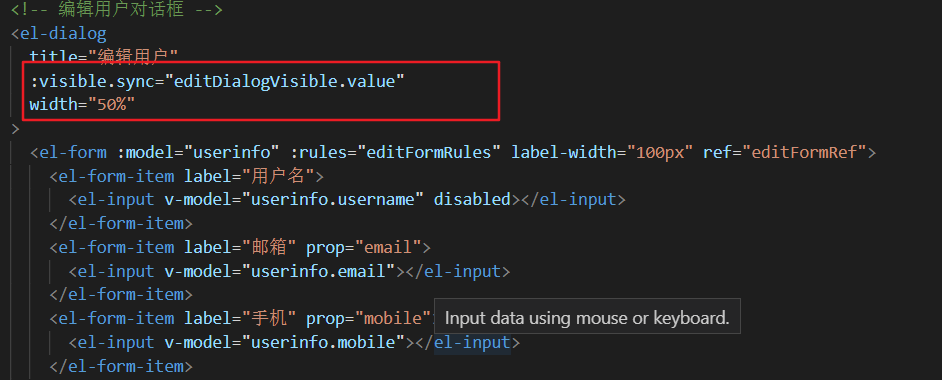 <!-- 编辑用户对话框 -->
<el-dialog
title="编辑用户"
:visible.sync="editDialogVisible.value"
width="50%"
>
<el-form :model="userinfo" :rules="editFormRules" label-width="100px" ref="editFormRef">
<el-form-item label="用户名">
<el-input v-model="userinfo.username" disabled></el-input>
</el-form-item>
<el-form-item label="邮箱" prop="email">
<el-input v-model="userinfo.email"></el-input>
</el-form-item>
<el-form-item label="手机" prop="mobile"
Input data using mouse or keyboard.
<el-input v-model="userinfo.mobile"></el-input>
</el-form-item>